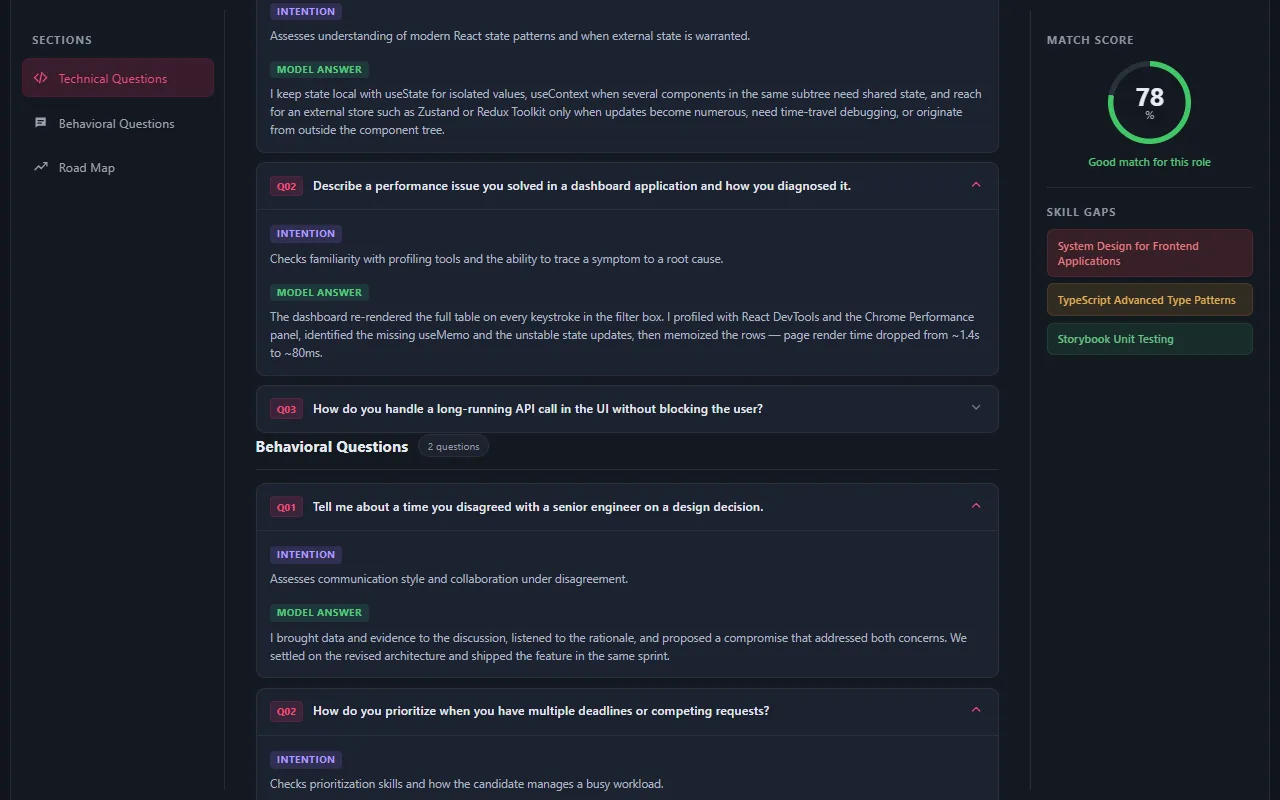 SECTIONS
Technical Questions
Behavioral Questions
Road Map
INTENTION
Assesses understanding of modern React state patterns and when external state is warranted.
MODEL ANSWER
I keep state local with useState for isolated values, useContext when several components in the same subtree need shared state, and reach
for an external store such as Zustand or Redux Toolkit only when updates become numerous, need time-travel debugging, or originate
from outside the component tree.
Q02 Describe a performance issue you solved in a dashboard application and how you diagnosed it.
INTENTION
Checks familiarity with profiling tools and the ability to trace a symptom to a root cause.
MODEL ANSWER
The dashboard re-rendered the full table on every keystroke in the filter box. I profiled with React DevTools and the Chrome Performance
panel, identified the missing useMemo and the unstable state updates, then memoized the rows — page render time dropped from ~1.4s
to ~80ms.
Q03 How do you handle a long-running API call in the UI without blocking the user?
Behavioral Questions 2 questions
Q01 Tell me about a time you disagreed with a senior engineer on a design decision.
INTENTION
Assesses communication style and collaboration under disagreement.
MODEL ANSWER
I brought data and evidence to the discussion, listened to the rationale, and proposed a compromise that addressed both concerns. We
settled on the revised architecture and shipped the feature in the same sprint.
Q02 How do you prioritize when you have multiple deadlines or competing requests?
INTENTION
Checks prioritization skills and how the candidate manages a busy workload.
MATCH SCORE
78
%
Good match for this role
SKILL GAPS
System Design for Frontend
Applications
TypeScript Advanced Type Patterns
Storybook Unit Testing